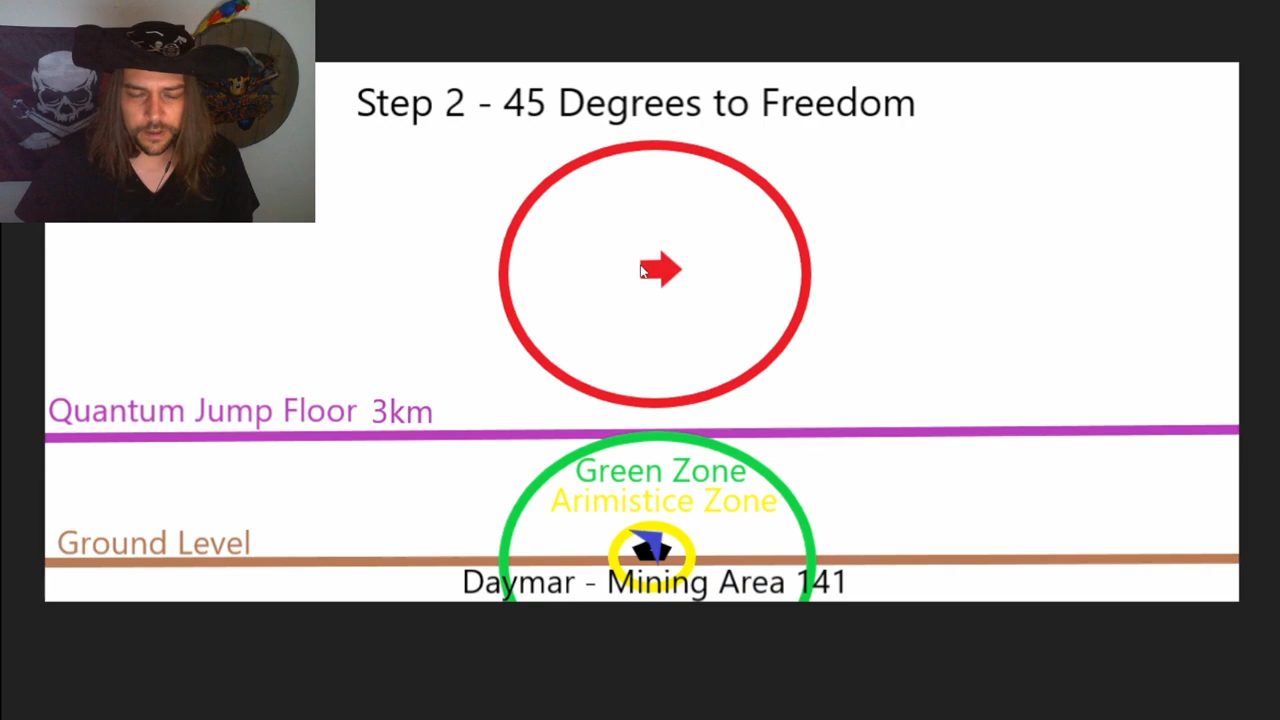 Step 2 - 45 Degrees to Freedom
Quantum Jump Floor 3km
Green Zone
Arimistice Zone
Ground Level
Daymar - Mining Area 141